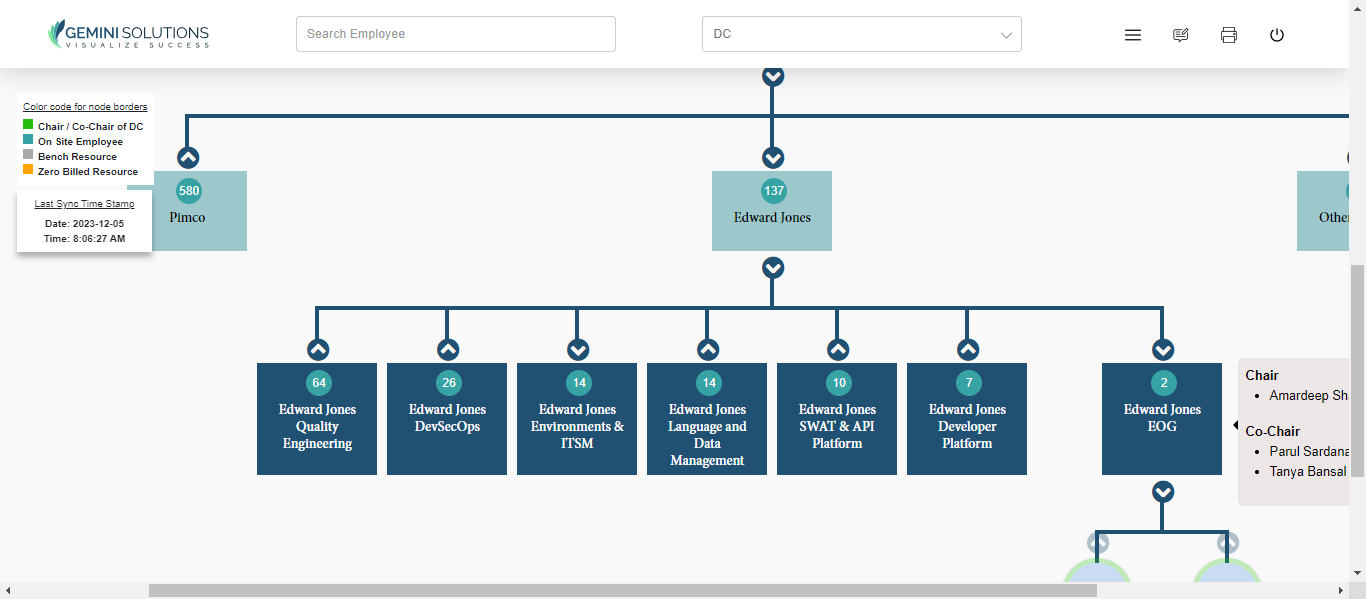 GEMINI SOLUTIONS
VISUALIZE SUCCESS
Search Employee
DC
Color code for node borders
Chair / Co-Chair of DC
On Site Employee
Bench Resource
Zero Billed Resource
Last Sync Time Stamp
Date: 2023-12-05
Time: 8:06:27 AM
580
Pimco
137
Edward Jones
64
Edward Jones
Quality
Engineering
26
Edward Jones
DevSecOps
14
Edward Jones
Environments &
ITSM
14
Edward Jones
Language and
Data
Management
10
Edward Jones
SWAT & API
Platform
7
Edward Jones
Developer
Platform
2
Edward Jones
EOG
Chair
Amardeep
Co-Chair
Parul Sardana
Tanya Bansal